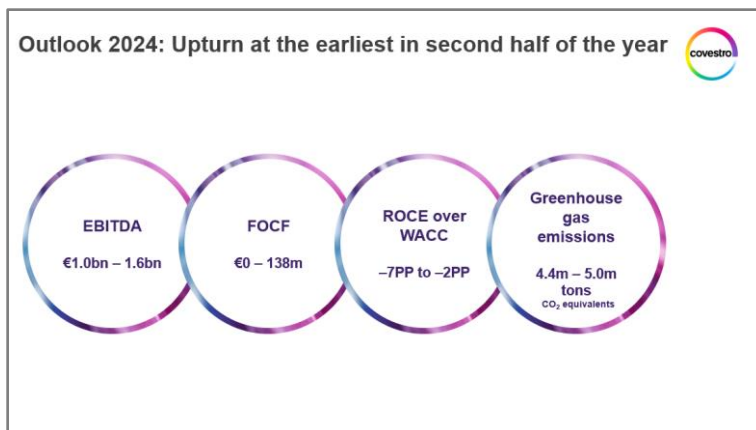 Outlook 2024: Upturn at the earliest in second half of the year
covestro
EBITDA
€1.0bn – 1.6bn
FOCF
€0 – 138m
ROCE over
WACC
–7PP to –2PP
Greenhouse
gas
emissions
4.4m – 5.0m
tons
CO₂ equivalents